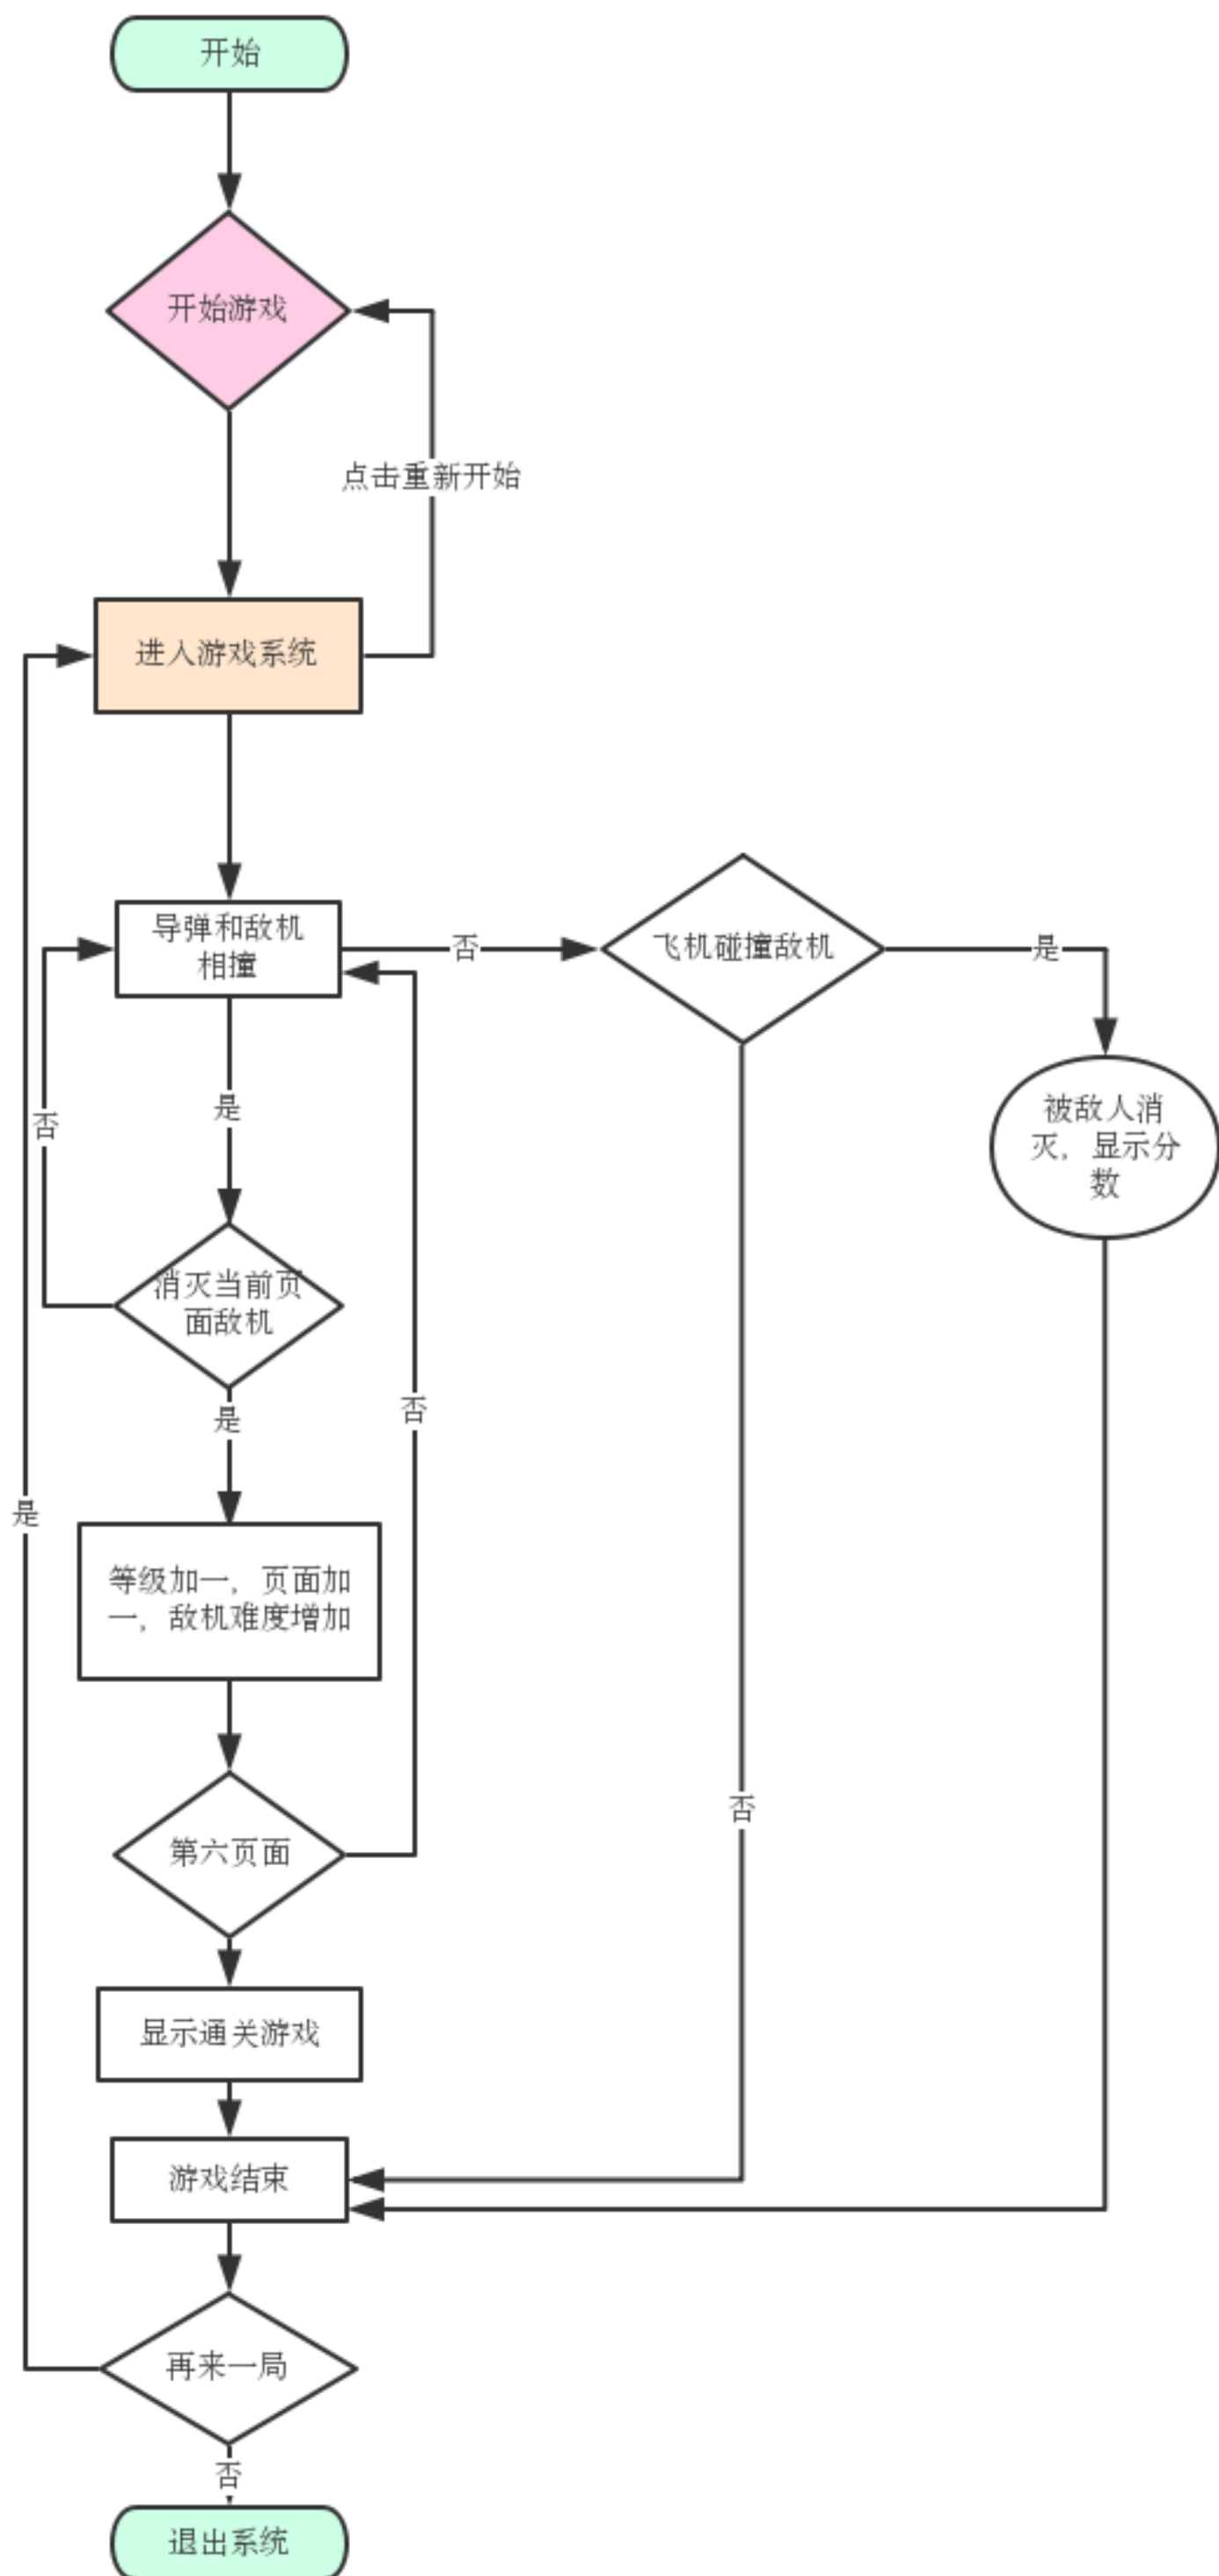 开始
开始游戏
点击重新开始
进入游戏系统
导弹和敌机
相撞
否
飞机碰撞敌机
是
被敌人消
灭，显示分
数
是
否
消灭当前页
面敌机
否
是
是
等级加一，页面加
一，敌机难度增加
否
第六页面
显示通关游戏
游戏结束
再来一局
否
退出系统